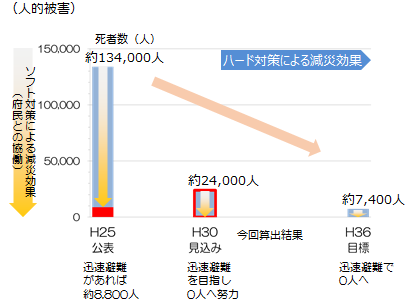 （人的被害）
死者数（人）
150,000
100,000
50,000
0
ハード対策による減災効果
ソフト対策による減災効果
（府民との協働）
約134,000人
約24,000人
約7,400人
H25
公表
H30
見込み
今回算出結果
H36
目標
迅速避難
があれば
約8,800人
迅速避難
を目指し
0人へ努力
迅速避難で
0人へ